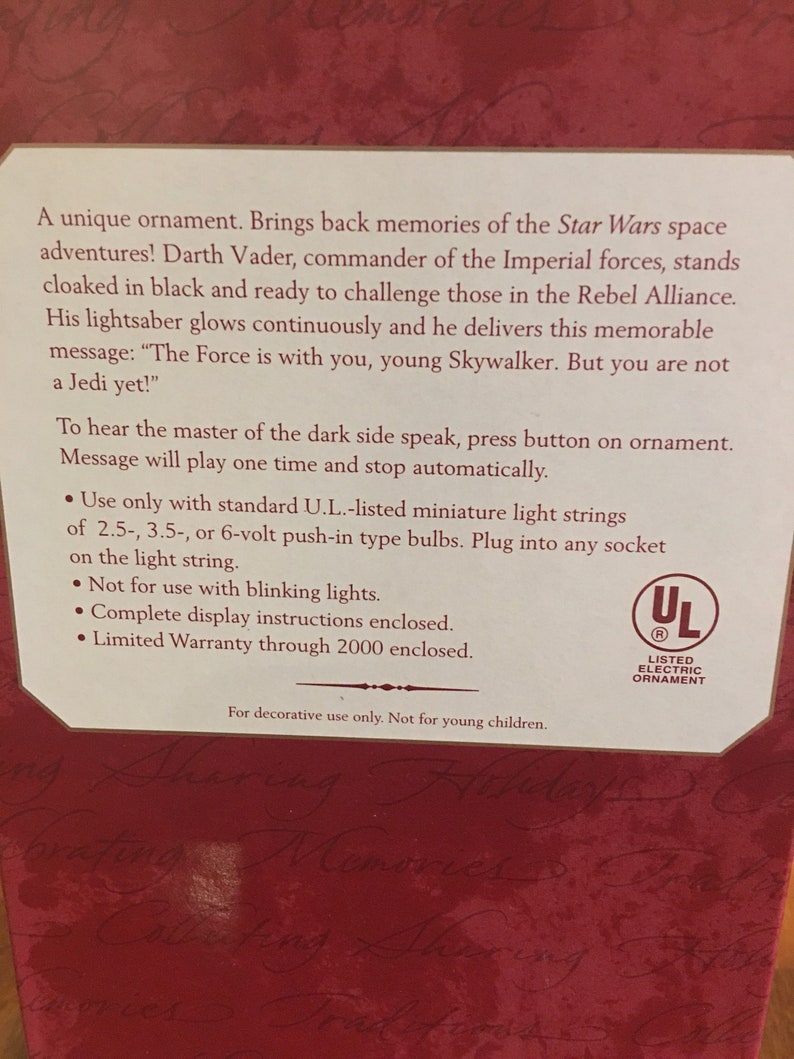 Sharing Memories
A unique ornament. Brings back memories of the Star Wars space
adventures! Darth Vader, commander of the Imperial forces, stands
cloaked in black and ready to challenge those in the Rebel Alliance.
His lightsaber glows continuously and he delivers this memorable
message: “The Force is with you, young Skywalker. But you are not
a Jedi yet!”
To hear the master of the dark side speak, press button on ornament.
Message will play one time and stop automatically.
• Use only with standard U.L.-listed miniature light strings
of 2.5-, 3.5-, or 6-volt push-in type bulbs. Plug into any socket
on the light string.
• Not for use with blinking lights.
• Complete display instructions enclosed.
• Limited Warranty through 2000 enclosed.
UL
®
LISTED
ELECTRIC
ORNAMENT
For decorative use only. Not for young children.
Sharing Holidays
Memories
Collecting Sharing
Memories Traditions